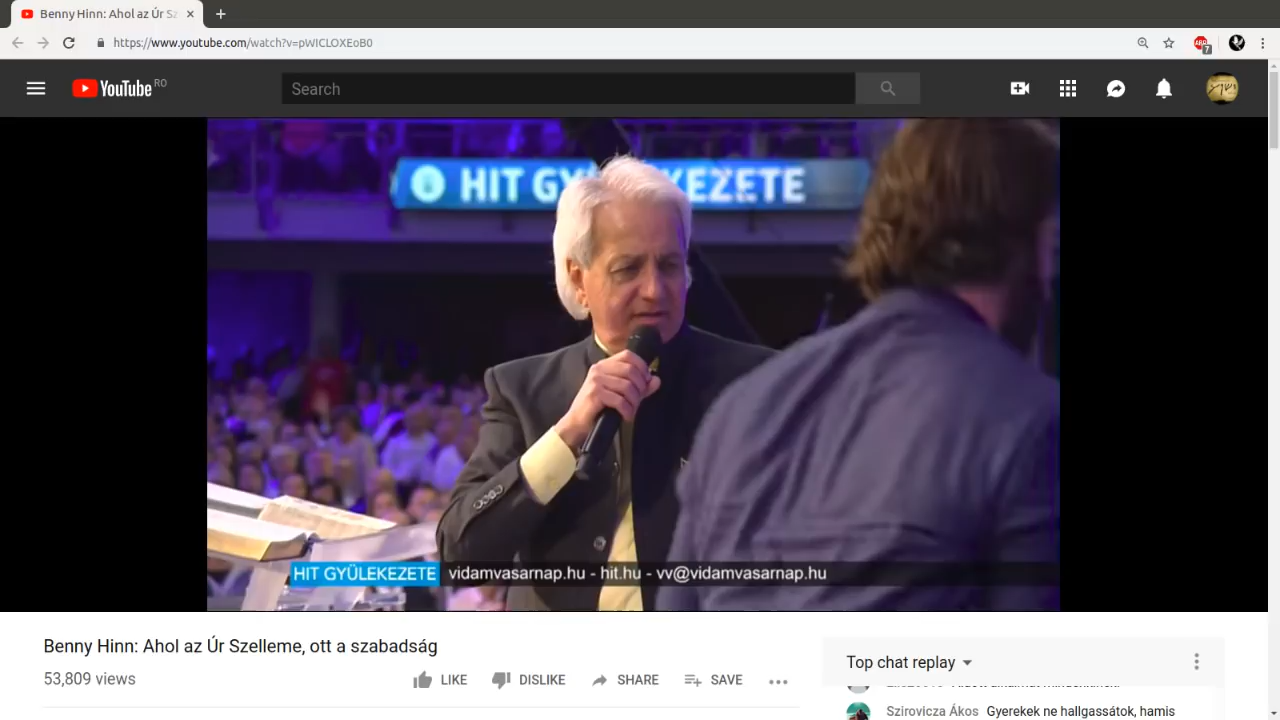 Benny Hinn: Ahol az Úr Sz
https://www.youtube.com/watch?v=pWICLOXEoB0
7
YouTube RO
Search
HIT GY KEZETE
HIT GYÜLEKEZETE vidamvasarnap.hu - hit.hu - vv@vidamvasarnap.hu
Benny Hinn: Ahol az Úr Szelleme, ott a szabadság
53,809 views
LIKE DISLIKE SHARE SAVE
Top chat replay
Szirovicza Ákos Gyerekek ne hallgassátok, hamis